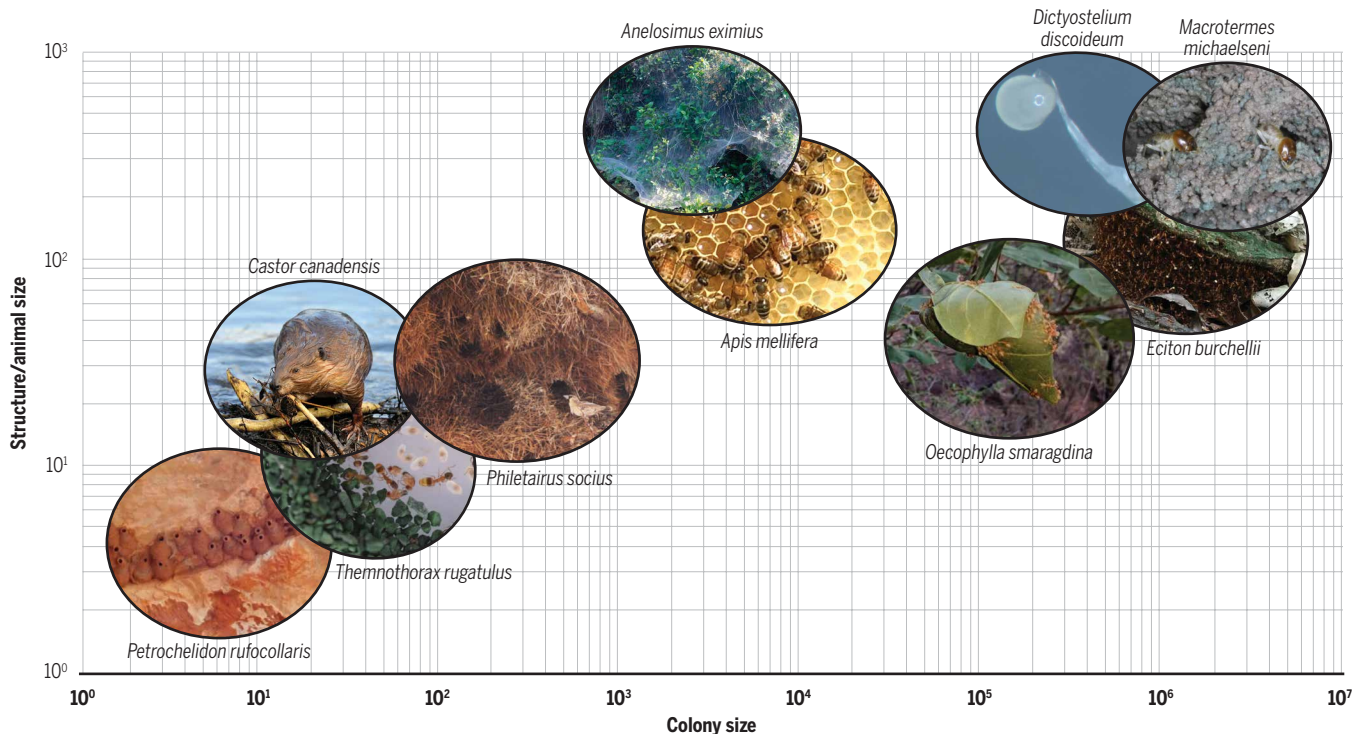 Dictyostelium
discoideum
Macrotermes
michaelseni
Anelosimus eximius
10³
Castor canadensis
10²
Apis mellifera
Eciton burchellii
Structure/animal size
Oecophylla smaragdina
10¹
Philetairus socius
Themnothorax rugatulus
Petrochelidon rufocollaris
10⁰
10⁰ 10¹ 10² 10³ 10⁴ 10⁵ 10⁶ 10⁷
Colony size